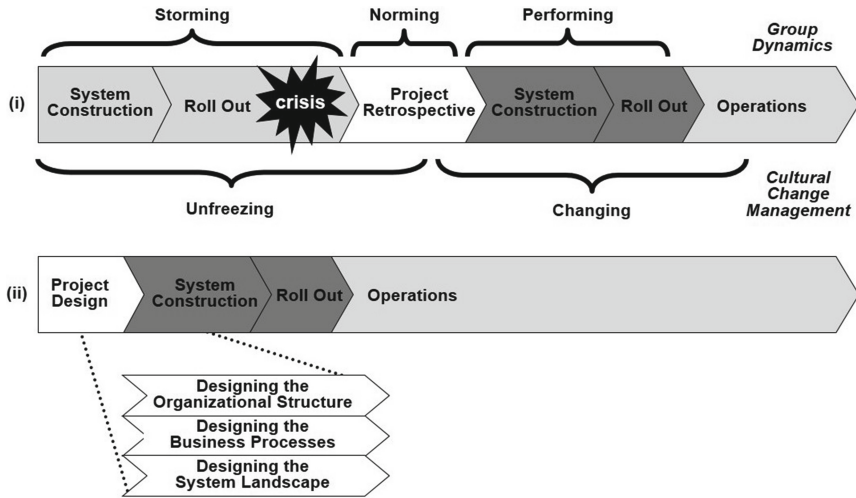 Storming
Norming
Performing
Group
Dynamics
(i)
System
Construction
Roll Out
crisis
Project
Retrospective
System
Construction
Roll Out
Operations
Unfreezing
Changing
Cultural
Change
Management
(ii)
Project
Design
System
Construction
Roll Out
Operations
Designing the
Organizational Structure
Designing the
Business Processes
Designing the
System Landscape